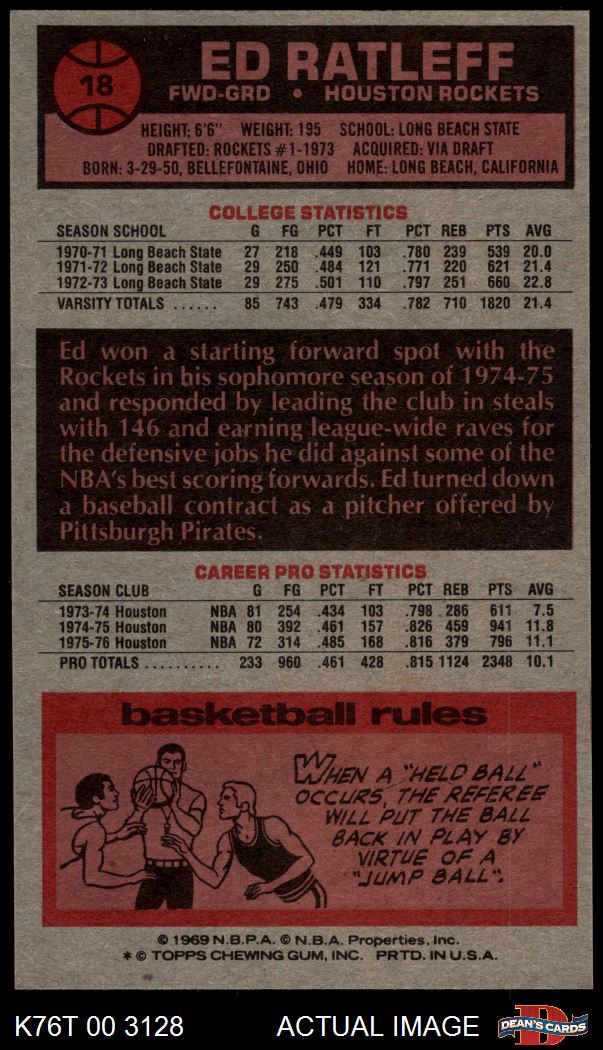 18
ED RATLEFF
FWD-GRD • HOUSTON ROCKETS
HEIGHT: 6'6" WEIGHT: 195 SCHOOL: LONG BEACH STATE
DRAFTED: ROCKETS #1-1973 ACQUIRED: VIA DRAFT
BORN: 3-29-50, BELLEFONTAINE, OHIO HOME: LONG BEACH, CALIFORNIA
COLLEGE STATISTICS
SEASON SCHOOL G FG PCT FT PCT REB PTS AVG
1970-71 Long Beach State 27 218 .449 103 .780 239 539 20.0
1971-72 Long Beach State 29 250 .484 121 .771 220 621 21.4
1972-73 Long Beach State 29 275 .501 110 .797 251 660 22.8
VARSITY TOTALS ...... 85 743 .479 334 .782 710 1820 21.4
Ed won a starting forward spot with the
Rockets in his sophomore season of 1974-75
and responded by leading the club in steals
with 146 and earning league-wide raves for
the defensive jobs he did against some of the
NBA's best scoring forwards. Ed turned down
a baseball contract as a pitcher offered by
Pittsburgh Pirates.
CAREER PRO STATISTICS
SEASON CLUB G FG PCT FT PCT REB PTS AVG
1973-74 Houston NBA 81 254 .434 103 .798 286 611 7.5
1974-75 Houston NBA 80 392 .461 157 .826 459 941 11.8
1975-76 Houston NBA 72 314 .485 168 .816 379 796 11.1
PRO TOTALS .......... 233 960 .461 428 .815 1124 2348 10.1
basketball rules
WHEN A "HELD BALL"
OCCURS, THE REFEREE
WILL PUT THE BALL
BACK IN PLAY BY
VIRTUE OF A
"JUMP BALL".
© 1969 N.B.P.A. © N.B.A. Properties, Inc.
* © TOPPS CHEWING GUM, INC. PRTD. IN U.S.A.
K76T 00 3128 ACTUAL IMAGE
D
DEAN'S CARDS